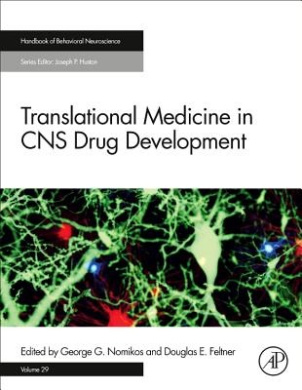 Handbook of Behavioral Neuroscience
Series Editor: Joseph P. Huston
Translational Medicine in
CNS Drug Development
Edited by George G. Nomikos and Douglas E. Feltner
Volume 29
AP